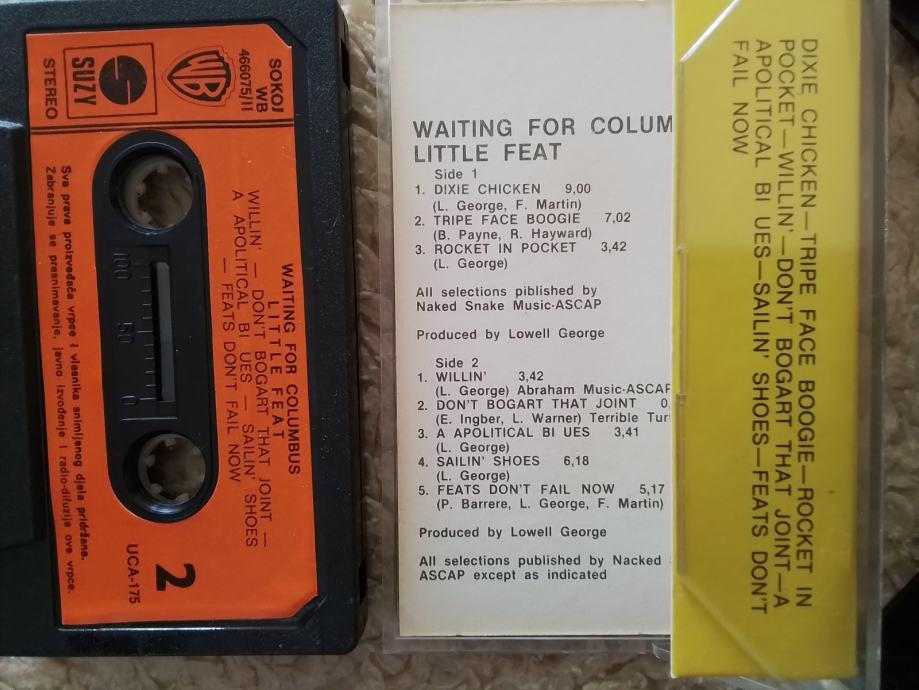 SOKOJ
WB
466075/II
WB
SUZY
STEREO
WAITING FOR COLUMBUS
LITTLE FEAT
WILLIN' — DON'T BOGART THAT JOINT —
A APOLITICAL BI UES — SAILIN' SHOES
— FEATS DON'T FAIL NOW
100 50 0
2
UCA-175
Sva prava proizvođača vrpce i vlasnika snimljenog djela pridržana.
Zabranjuje se presnimavanje, javno izvođenje i radio-difuzija ove vrpce.
WAITING FOR COLUM
LITTLE FEAT
Side 1
1. DIXIE CHICKEN 9,00
(L. George, F. Martin)
2. TRIPE FACE BOOGIE 7,02
(B. Payne, R. Hayward)
3. ROCKET IN POCKET 3,42
(L. George)
All selections piblished by
Naked Snake Music-ASCAP
Produced by Lowell George
Side 2
1. WILLIN' 3,42
(L. George) Abraham Music-ASCAP
2. DON'T BOGART THAT JOINT 0.
(E. Ingber, L. Warner) Terrible Tur
3. A APOLITICAL BI UES 3,41
(L. George)
4. SAILIN' SHOES 6,18
(L. George)
5. FEATS DON'T FAIL NOW 5,17
(P. Barrere, L. George, F. Martin)
Produced by Lowell George
All selections published by Nacked
ASCAP except as indicated
DIXIE CHICKEN—TRIPE FACE BOOGIE—ROCKET IN
POCKET—WILLIN'—DON'T BOGART THAT JOINT—A
APOLITICAL BI UES—SAILIN' SHOES—FEATS DON'T
FAIL NOW